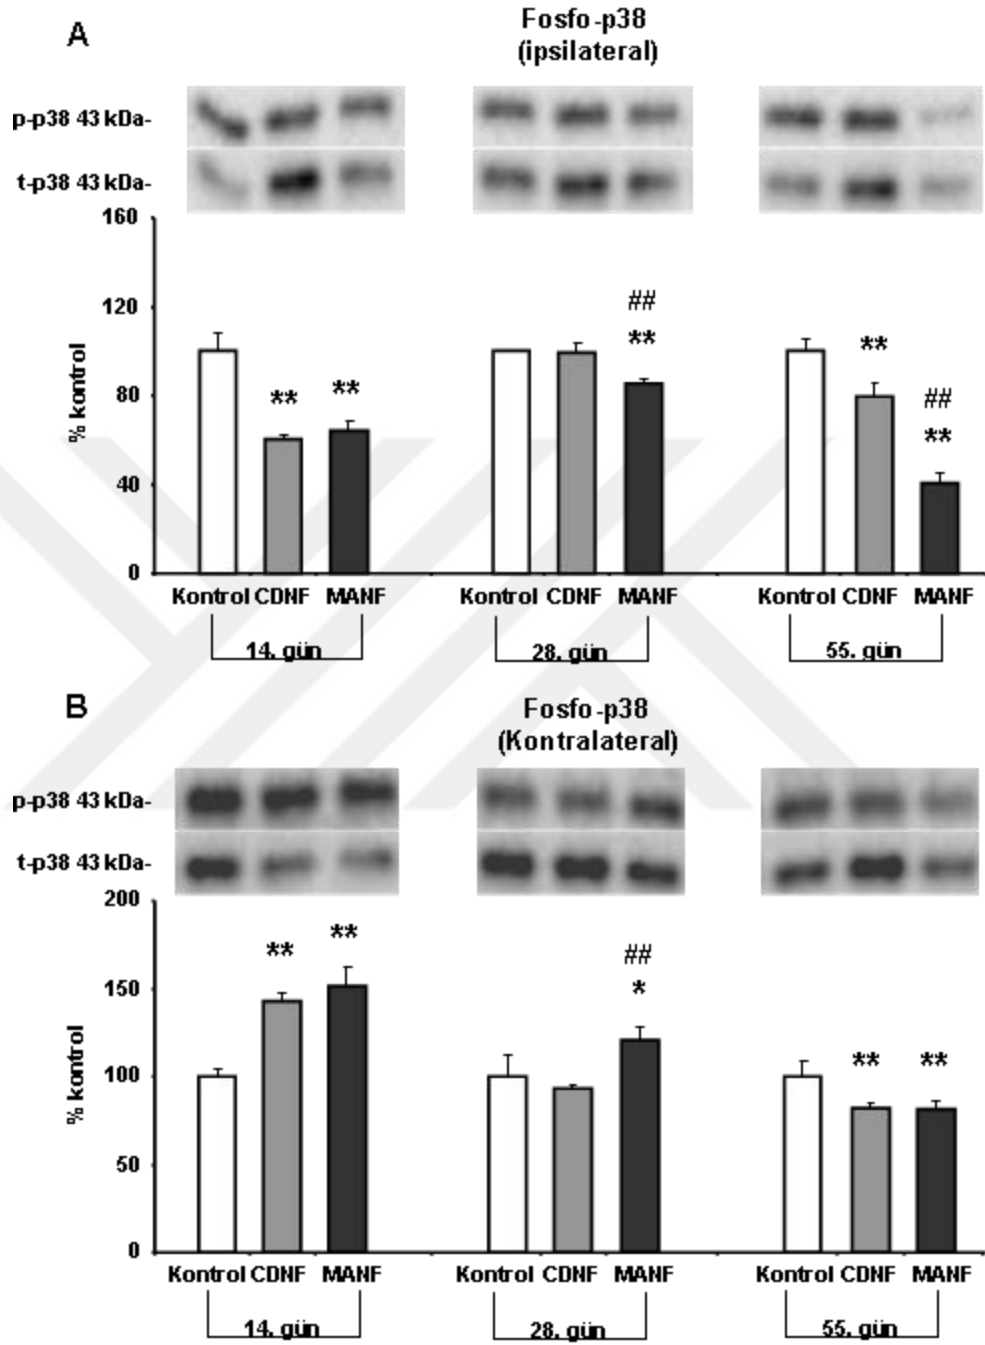 A
Fosfo-p38
(ipsilateral)
p-p38 43 kDa-
t-p38 43 kDa-
160
120
80
40
0
% kontrol
** ** ## ** ** ## **
Kontrol CDNF MANF Kontrol CDNF MANF Kontrol CDNF MANF
14. gün 28. gün 55. gün
B
Fosfo-p38
(Kontralateral)
p-p38 43 kDa-
t-p38 43 kDa-
200
150
100
50
0
% kontrol
** ** ## * ** **
Kontrol CDNF MANF Kontrol CDNF MANF Kontrol CDNF MANF
14. gün 28. gün 55. gün